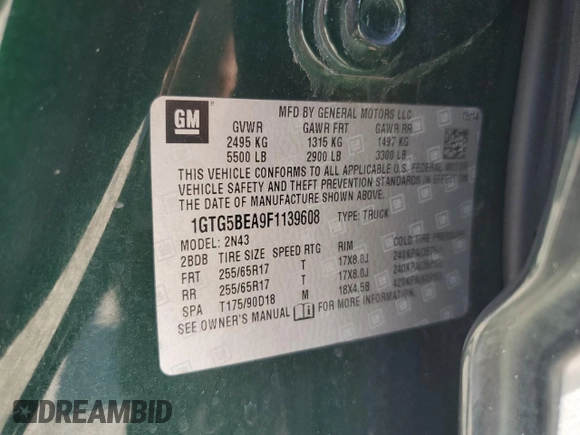 GM
MFD BY GENERAL MOTORS LLC
GVWR GAWR FRT GAWR RR
2495 KG 1315 KG 1497 KG
5500 LB 2900 LB 3300 LB
THIS VEHICLE CONFORMS TO ALL APPLICABLE U.S. FEDERAL MOTOR
VEHICLE SAFETY AND THEFT PREVENTION STANDARDS IN EFFECT ON
THE DATE OF MANUFACTURE SHOWN ABOVE.
1GTG5BEA9F1139608 TYPE: TRUCK
MODEL: 2N43
2BDB TIRE SIZE SPEED RTG RIM COLD TIRE PRESSURE
FRT 255/65R17 T 17X8.0J
RR 255/65R17 T 17X8.0J
SPA T175/90D18 M 18X4.5B
SEE OWNER'S MANUAL FOR MORE INFORMATION
DREAMBID